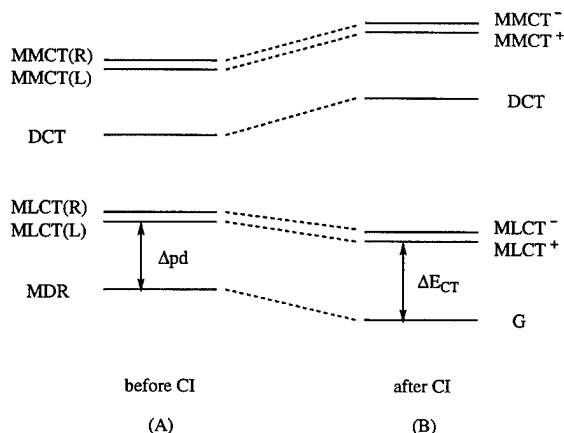 MMCT(R)
MMCT(L)
DCT
MLCT(R)
MLCT(L)
Δpd
MDR
before CI
(A)
MMCT⁻
MMCT⁺
DCT
MLCT⁻
MLCT⁺
ΔE_CT
G
after CI
(B)